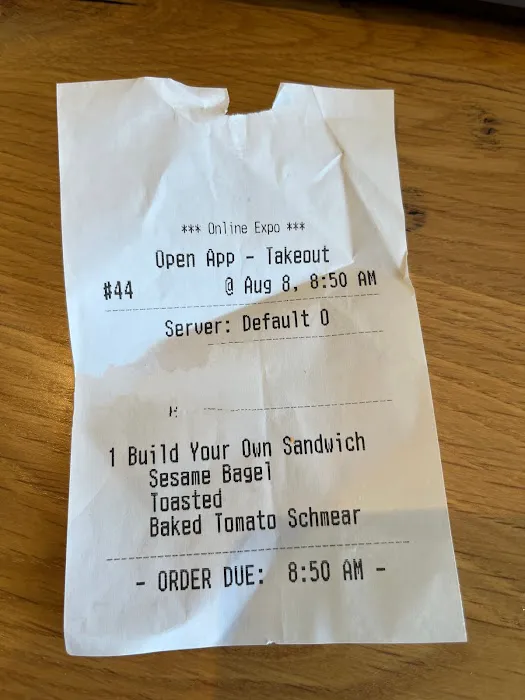 *** Online Expo ***
Open App - Takeout
#44 @ Aug 8, 8:50 AM
Server: Default O
1 Build Your Own Sandwich
Sesame Bagel
Toasted
Baked Tomato Schmear
- ORDER DUE: 8:50 AM -